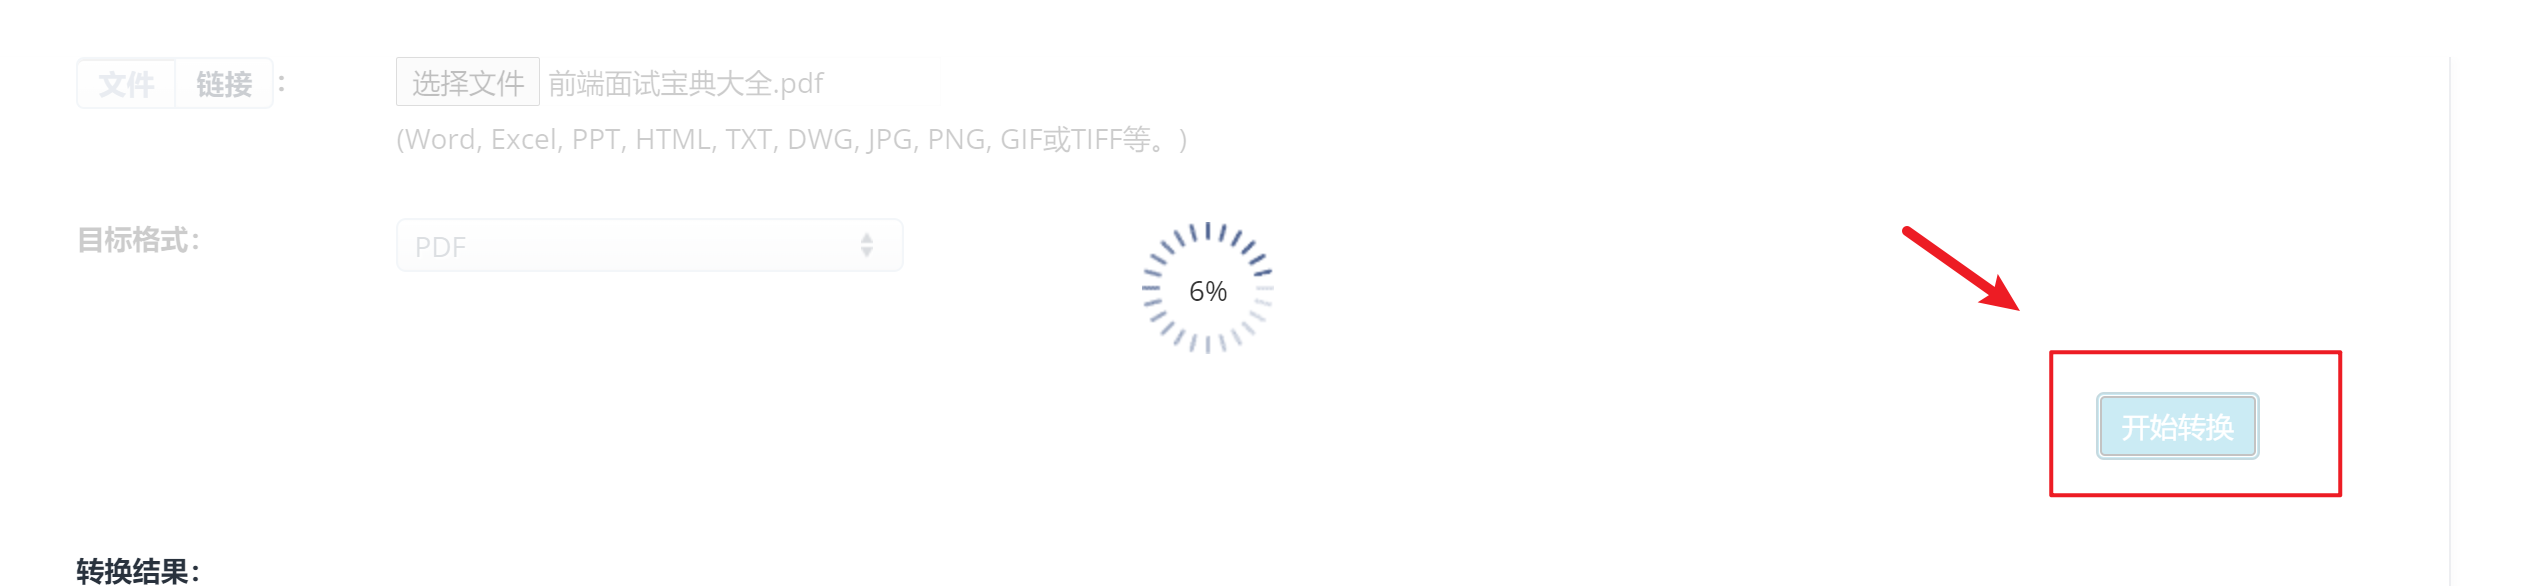 文件 链接 : 选择文件 前端面试宝典大全.pdf
(Word, Excel, PPT, HTML, TXT, DWG, JPG, PNG, GIF或TIFF等。)
目标格式: PDF
6%
开始转换
转换结果: